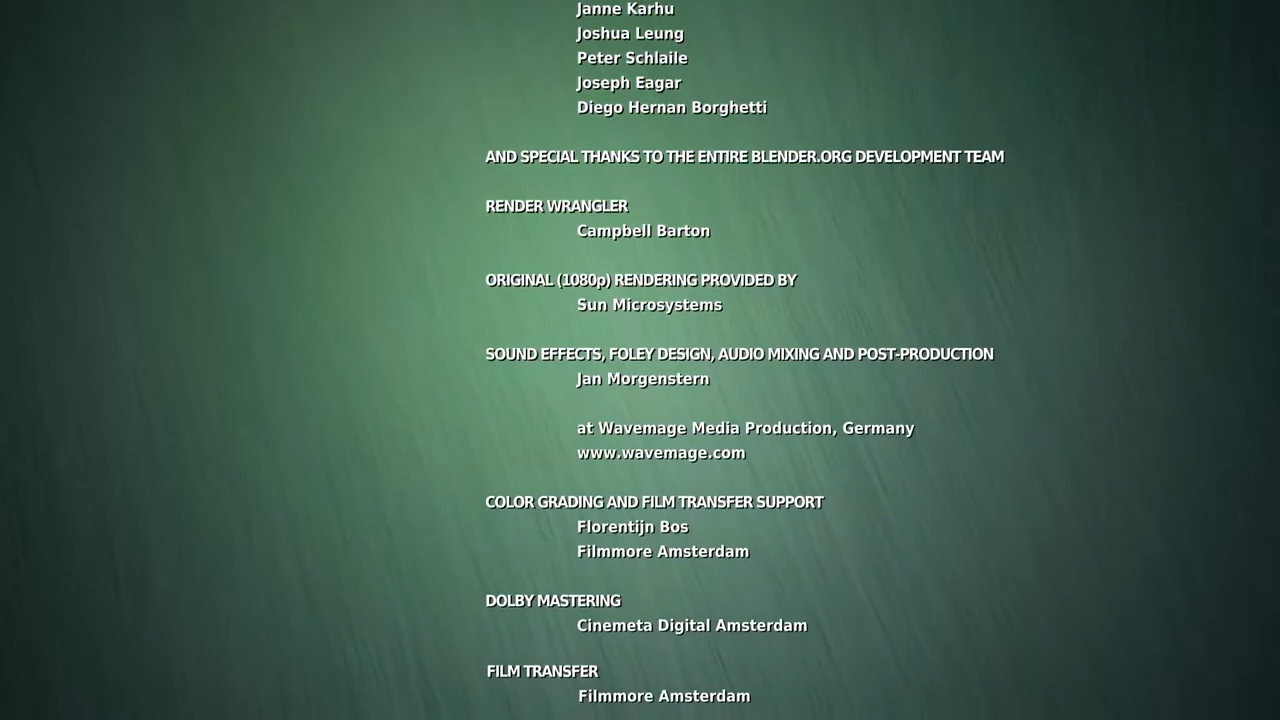 Janne Karhu
Joshua Leung
Peter Schlaile
Joseph Eagar
Diego Hernan Borghetti
AND SPECIAL THANKS TO THE ENTIRE BLENDER.ORG DEVELOPMENT TEAM
RENDER WRANGLER
Campbell Barton
ORIGINAL (1080p) RENDERING PROVIDED BY
Sun Microsystems
SOUND EFFECTS, FOLEY DESIGN, AUDIO MIXING AND POST-PRODUCTION
Jan Morgenstern
at Wavemage Media Production, Germany
www.wavemage.com
COLOR GRADING AND FILM TRANSFER SUPPORT
Florentijn Bos
Filmmore Amsterdam
DOLBY MASTERING
Cinemeta Digital Amsterdam
FILM TRANSFER
Filmmore Amsterdam